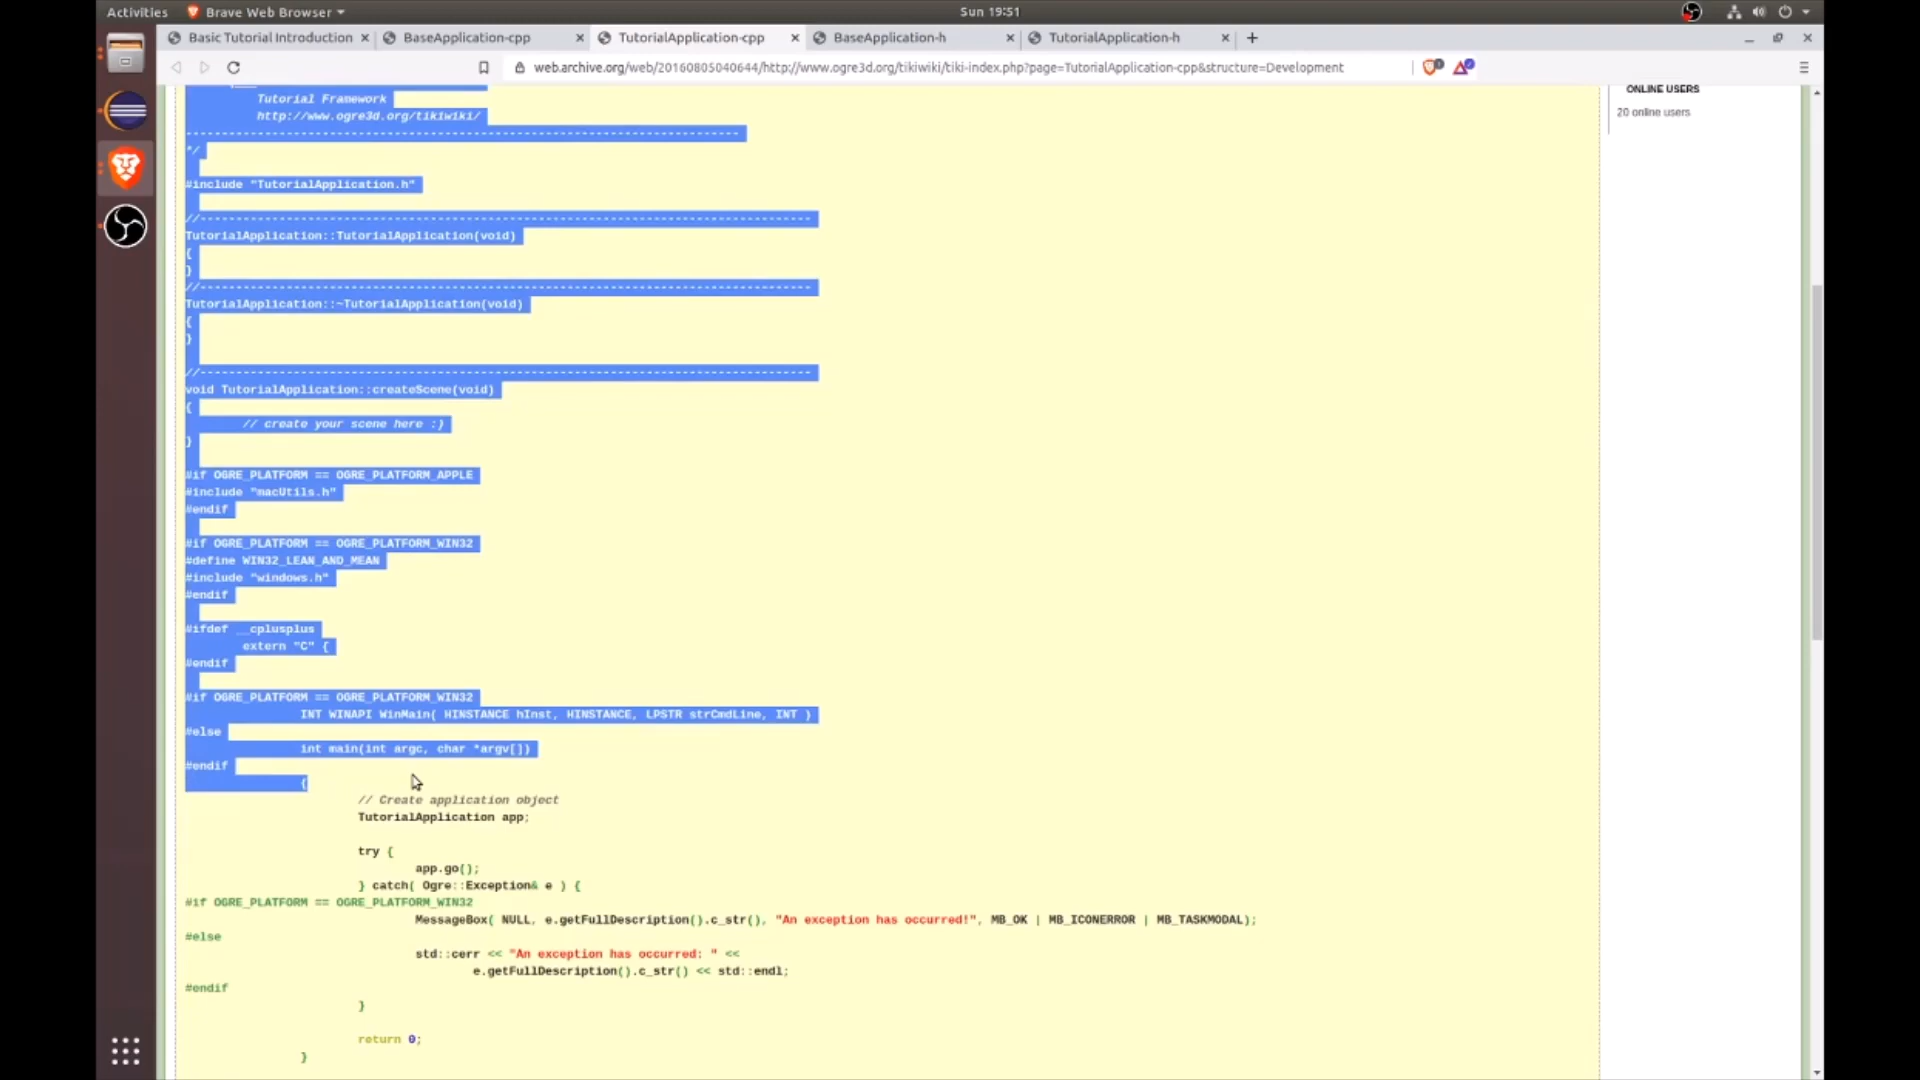 Activities
Brave Web Browser
Sun 19:51
Basic Tutorial Introduction
BaseApplication-cpp
TutorialApplication-cpp
BaseApplication-h
TutorialApplication-h
web.archive.org/web/20160805040644/http://www.ogre3d.org/tikiwiki/tiki-index.php?page=TutorialApplication-cpp&structure=Development
ONLINE USERS
20 online users
Tutorial Framework
http://www.ogre3d.org/tikiwiki/
-----------------------------------------------------------------------------
*/
#include "TutorialApplication.h"
//-------------------------------------------------------------------------------------
TutorialApplication::TutorialApplication(void)
{
}
//-------------------------------------------------------------------------------------
TutorialApplication::~TutorialApplication(void)
{
}
//-------------------------------------------------------------------------------------
void TutorialApplication::createScene(void)
{
// create your scene here :)
}
#if OGRE_PLATFORM == OGRE_PLATFORM_APPLE
#include "macUtils.h"
#endif
#if OGRE_PLATFORM == OGRE_PLATFORM_WIN32
#define WIN32_LEAN_AND_MEAN
#include "windows.h"
#endif
#ifdef __cplusplus
extern "C" {
#endif
#if OGRE_PLATFORM == OGRE_PLATFORM_WIN32
INT WINAPI WinMain( HINSTANCE hInst, HINSTANCE, LPSTR strCmdLine, INT )
#else
int main(int argc, char *argv[])
#endif
{
// Create application object
TutorialApplication app;
try {
app.go();
} catch( Ogre::Exception& e ) {
#if OGRE_PLATFORM == OGRE_PLATFORM_WIN32
MessageBox( NULL, e.getFullDescription().c_str(), "An exception has occurred!", MB_OK | MB_ICONERROR | MB_TASKMODAL);
#else
std::cerr << "An exception has occurred: " <<
e.getFullDescription().c_str() << std::endl;
#endif
}
return 0;
}